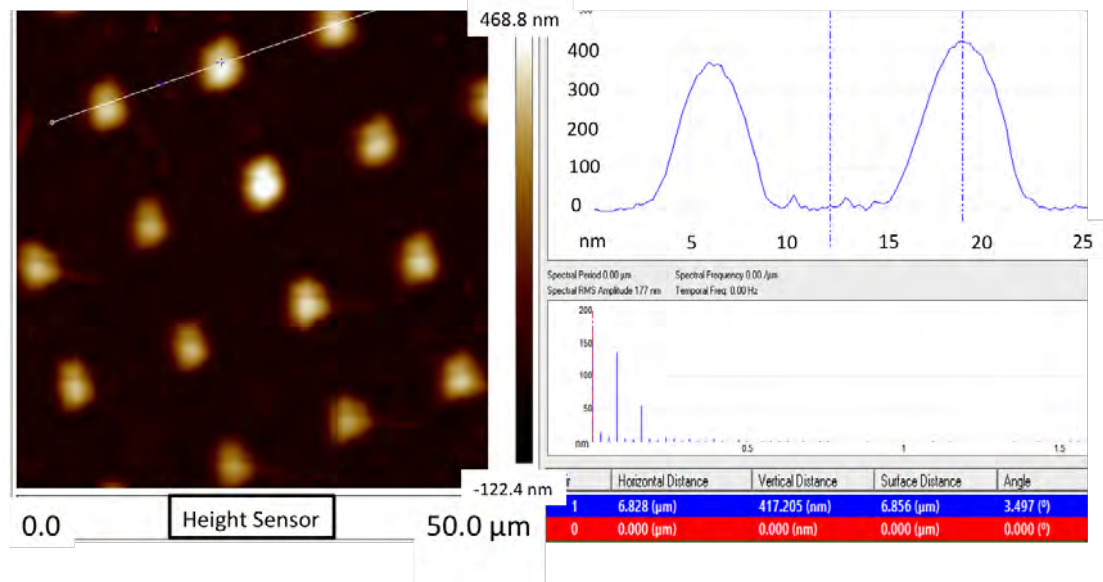 468.8 nm
-122.4 nm
0.0
Height Sensor
50.0 µm
400
300
200
100
0
nm 5 10 15 20 25
Spectral Period 0.00 µm Spectral Frequency 0.00 /µm
Spectral RMS Amplitude 177 nm Temporal Freq: 0.00 Hz
200
150
100
50
nm 0.5 1 1.5
Horizontal Distance Vertical Distance Surface Distance Angle
1 6.828 (µm) 417.205 (nm) 6.856 (µm) 3.497 (º)
0 0.000 (µm) 0.000 (nm) 0.000 (µm) 0.000 (º)